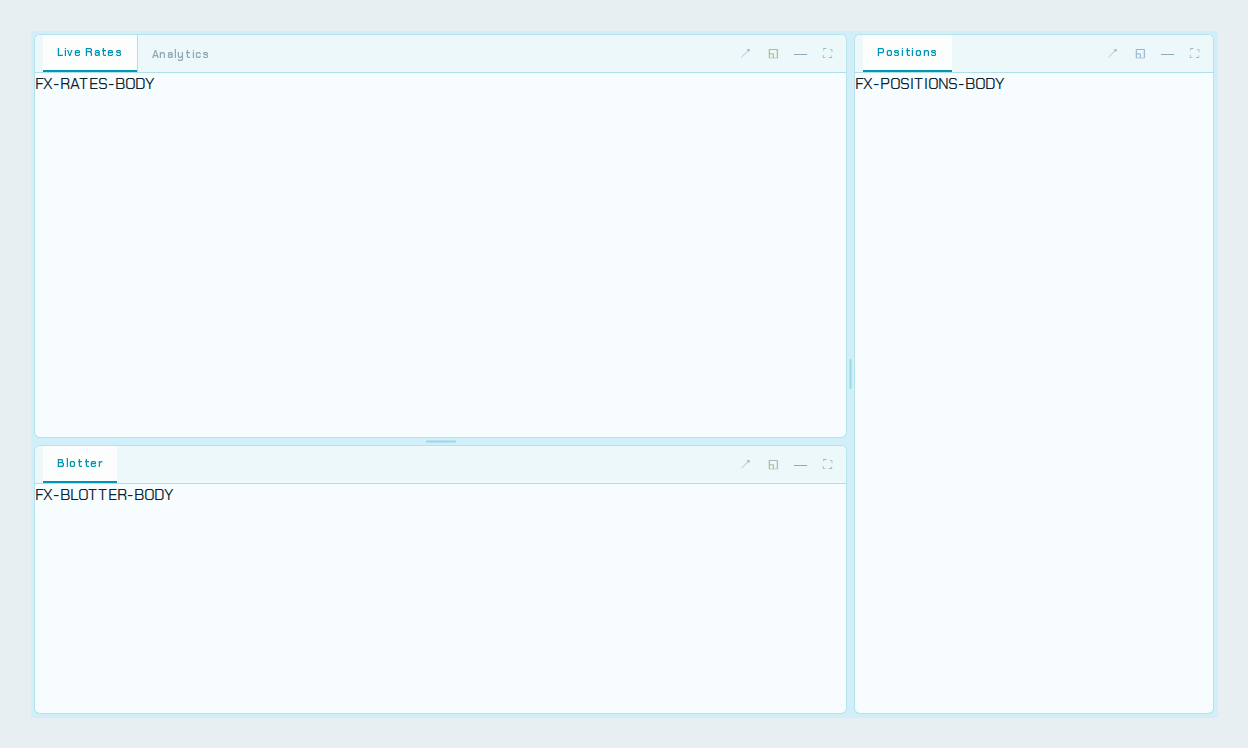 Live Rates Analytics
FX-RATES-BODY
Blotter
FX-BLOTTER-BODY
Positions
FX-POSITIONS-BODY